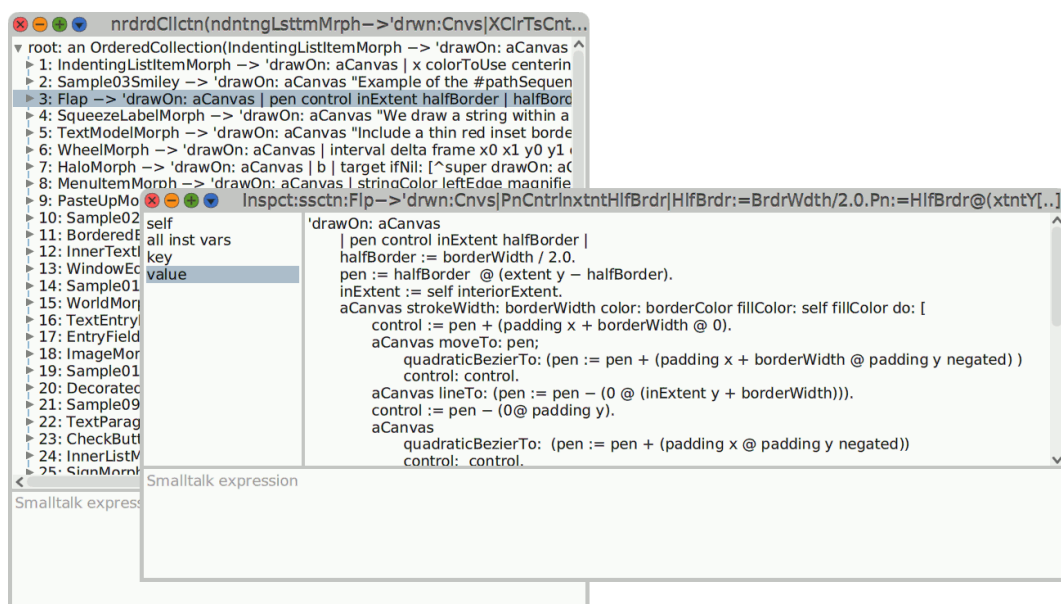 nrdrdCllctn(ndntngLsttmMrph−>'drwn:Cnvs|XClrTsCnt...
root: an OrderedCollection(IndentingListItemMorph −> 'drawOn: aCanvas
1: IndentingListItemMorph −> 'drawOn: aCanvas | x colorToUse centerin
2: Sample03Smiley −> 'drawOn: aCanvas "Example of the #pathSequen
3: Flap −> 'drawOn: aCanvas | pen control inExtent halfBorder | halfBord
4: SqueezeLabelMorph −> 'drawOn: aCanvas "We draw a string within a
5: TextModelMorph −> 'drawOn: aCanvas "Include a thin red inset borde
6: WheelMorph −> 'drawOn: aCanvas | interval delta frame x0 x1 y0 y1
7: HaloMorph −> 'drawOn: aCanvas | b | target ifNil: [^super drawOn: aC
8: MenuItemMorph −> 'drawOn: aCanvas | stringColor leftEdge magnifie
9: PasteUpMo
10: Sample02
11: BorderedB
12: InnerText
13: WindowEd
14: Sample01
15: WorldMor
16: TextEntry
17: EntryField
18: ImageMor
19: Sample01
20: Decorated
21: Sample09
22: TextParag
23: CheckButt
24: InnerListM
25: SignMorph
Smalltalk express
Inspct:ssctn:Flp−>'drwn:Cnvs|PnCntrlnxtntHlfBrdr|HlfBrdr:=BrdrWdth/2.0.Pn:=HlfBrdr@(xtntY[..]
self
all inst vars
key
value
'drawOn: aCanvas
| pen control inExtent halfBorder |
halfBorder := borderWidth / 2.0.
pen := halfBorder @ (extent y − halfBorder).
inExtent := self interiorExtent.
aCanvas strokeWidth: borderWidth color: borderColor fillColor: self fillColor do: [
control := pen + (padding x + borderWidth @ 0).
aCanvas moveTo: pen;
quadraticBezierTo: (pen := pen + (padding x + borderWidth @ padding y negated) )
control: control.
aCanvas lineTo: (pen := pen − (0 @ (inExtent y + borderWidth))).
control := pen − (0@ padding y).
aCanvas
quadraticBezierTo: (pen := pen + (padding x @ padding y negated))
control: control.
Smalltalk expression